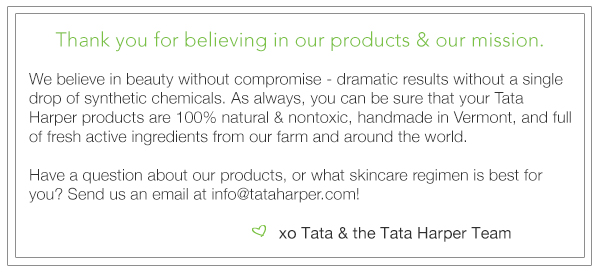 Thank you for believing in our products & our mission.
We believe in beauty without compromise - dramatic results without a single
drop of synthetic chemicals. As always, you can be sure that your Tata
Harper products are 100% natural & nontoxic, handmade in Vermont, and full
of fresh active ingredients from our farm and around the world.
Have a question about our products, or what skincare regimen is best for
you? Send us an email at info@tataharper.com!
xo Tata & the Tata Harper Team